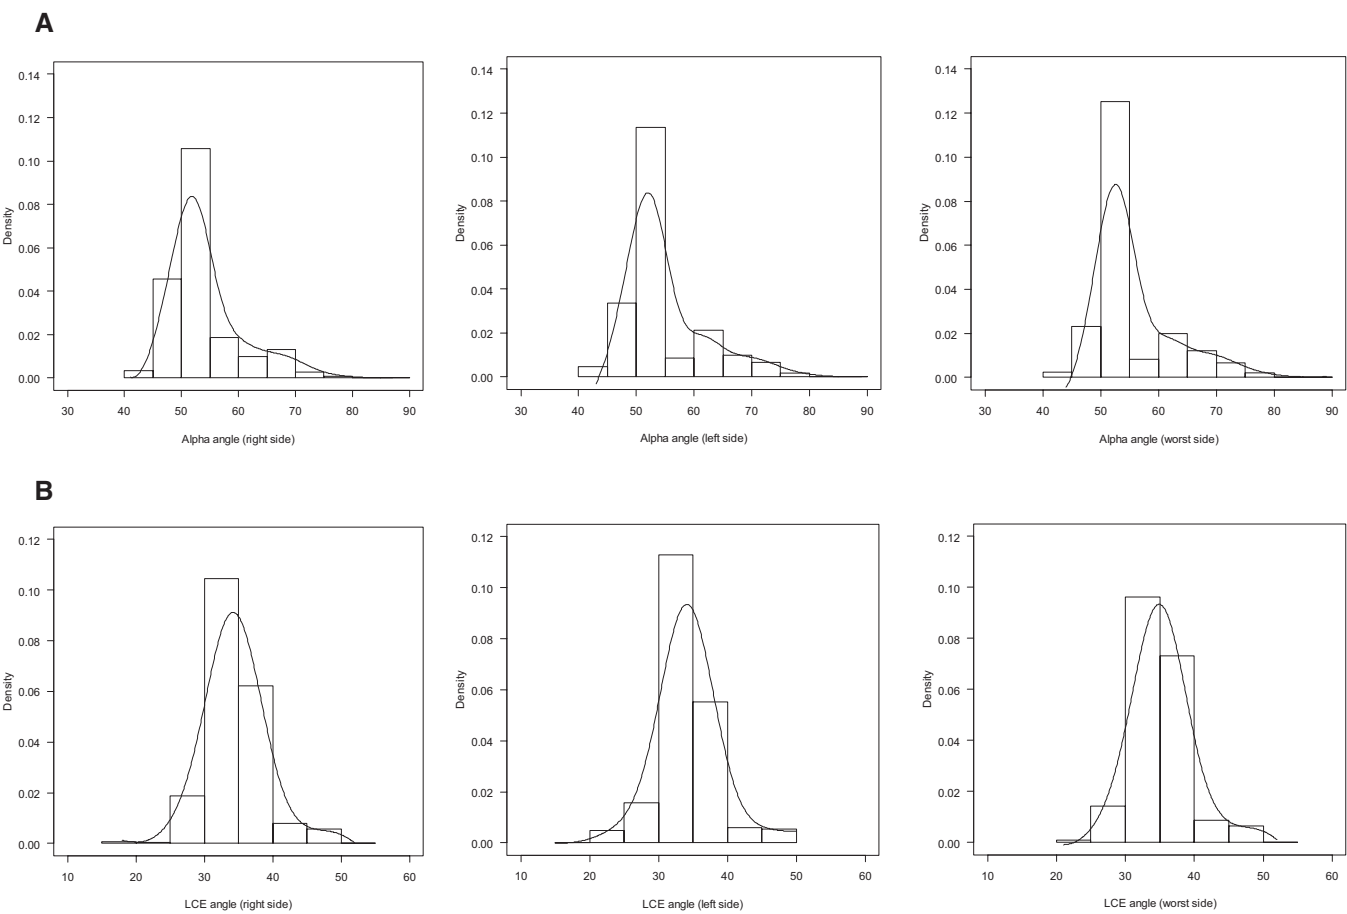 A
0.14 0.12 0.10 0.08 0.06 0.04 0.02 0.00
Density
30 40 50 60 70 80 90
Alpha angle (right side)
0.14 0.12 0.10 0.08 0.06 0.04 0.02 0.00
Density
30 40 50 60 70 80 90
Alpha angle (left side)
0.14 0.12 0.10 0.08 0.06 0.04 0.02 0.00
Density
30 40 50 60 70 80 90
Alpha angle (worst side)
B
0.12 0.10 0.08 0.06 0.04 0.02 0.00
Density
10 20 30 40 50 60
LCE angle (right side)
0.12 0.10 0.08 0.06 0.04 0.02 0.00
Density
10 20 30 40 50 60
LCE angle (left side)
0.12 0.10 0.08 0.06 0.04 0.02 0.00
Density
10 20 30 40 50 60
LCE angle (worst side)